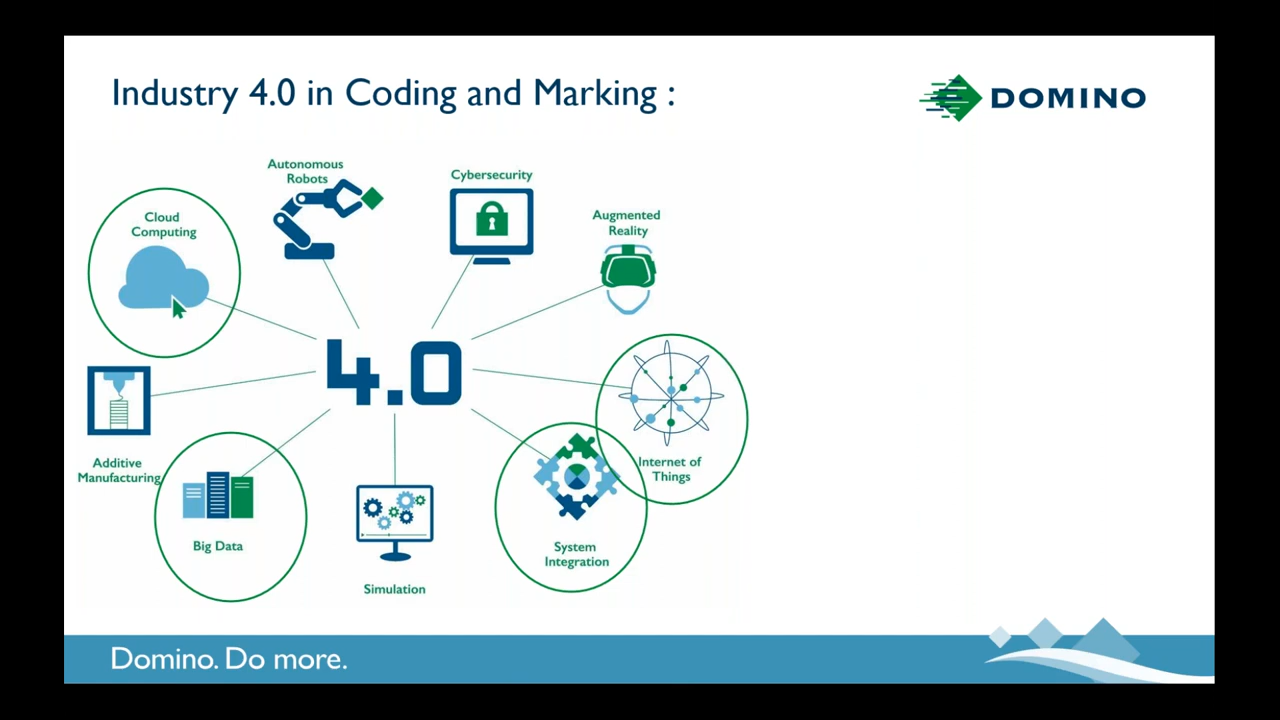 Industry 4.0 in Coding and Marking :
DOMINO
Autonomous
Robots
Cybersecurity
Cloud
Computing
Augmented
Reality
4.0
Additive
Manufacturing
Internet of
Things
Big Data
System
Integration
Simulation
Domino. Do more.